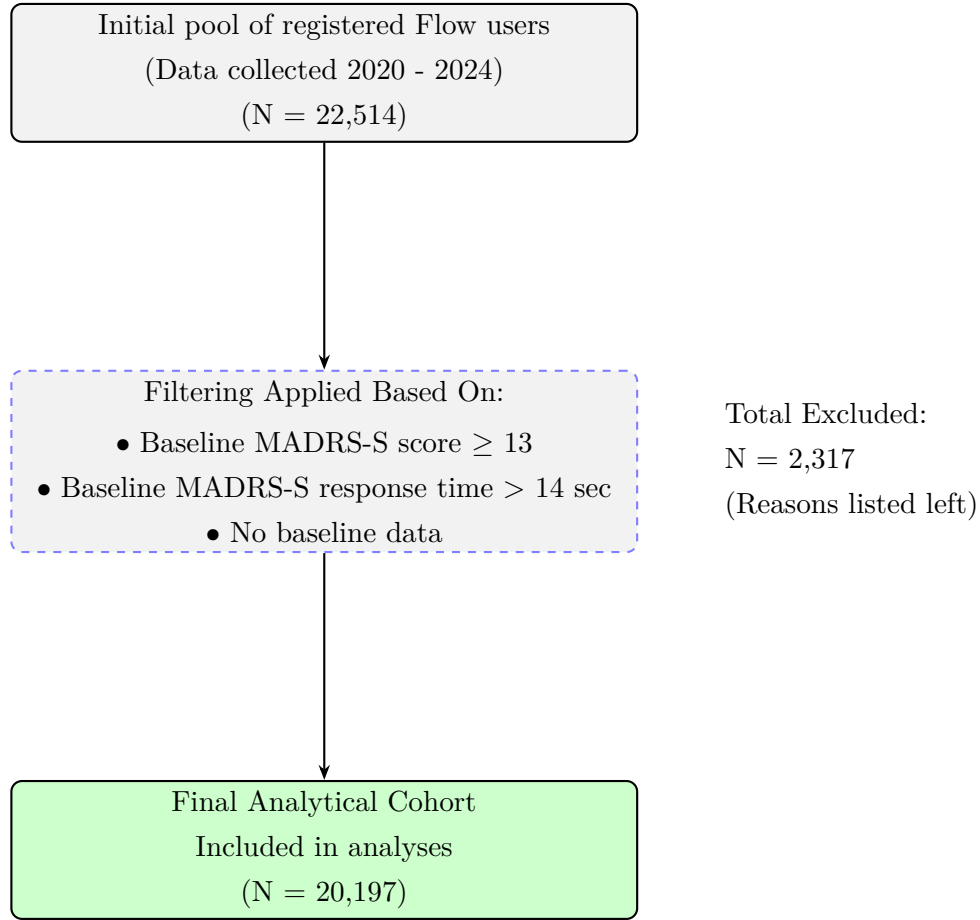 Initial pool of registered Flow users
(Data collected 2020 - 2024)
(N = 22,514)
Filtering Applied Based On:
• Baseline MADRS-S score ≥ 13
• Baseline MADRS-S response time > 14 sec
• No baseline data
Total Excluded:
N = 2,317
(Reasons listed left)
Final Analytical Cohort
Included in analyses
(N = 20,197)